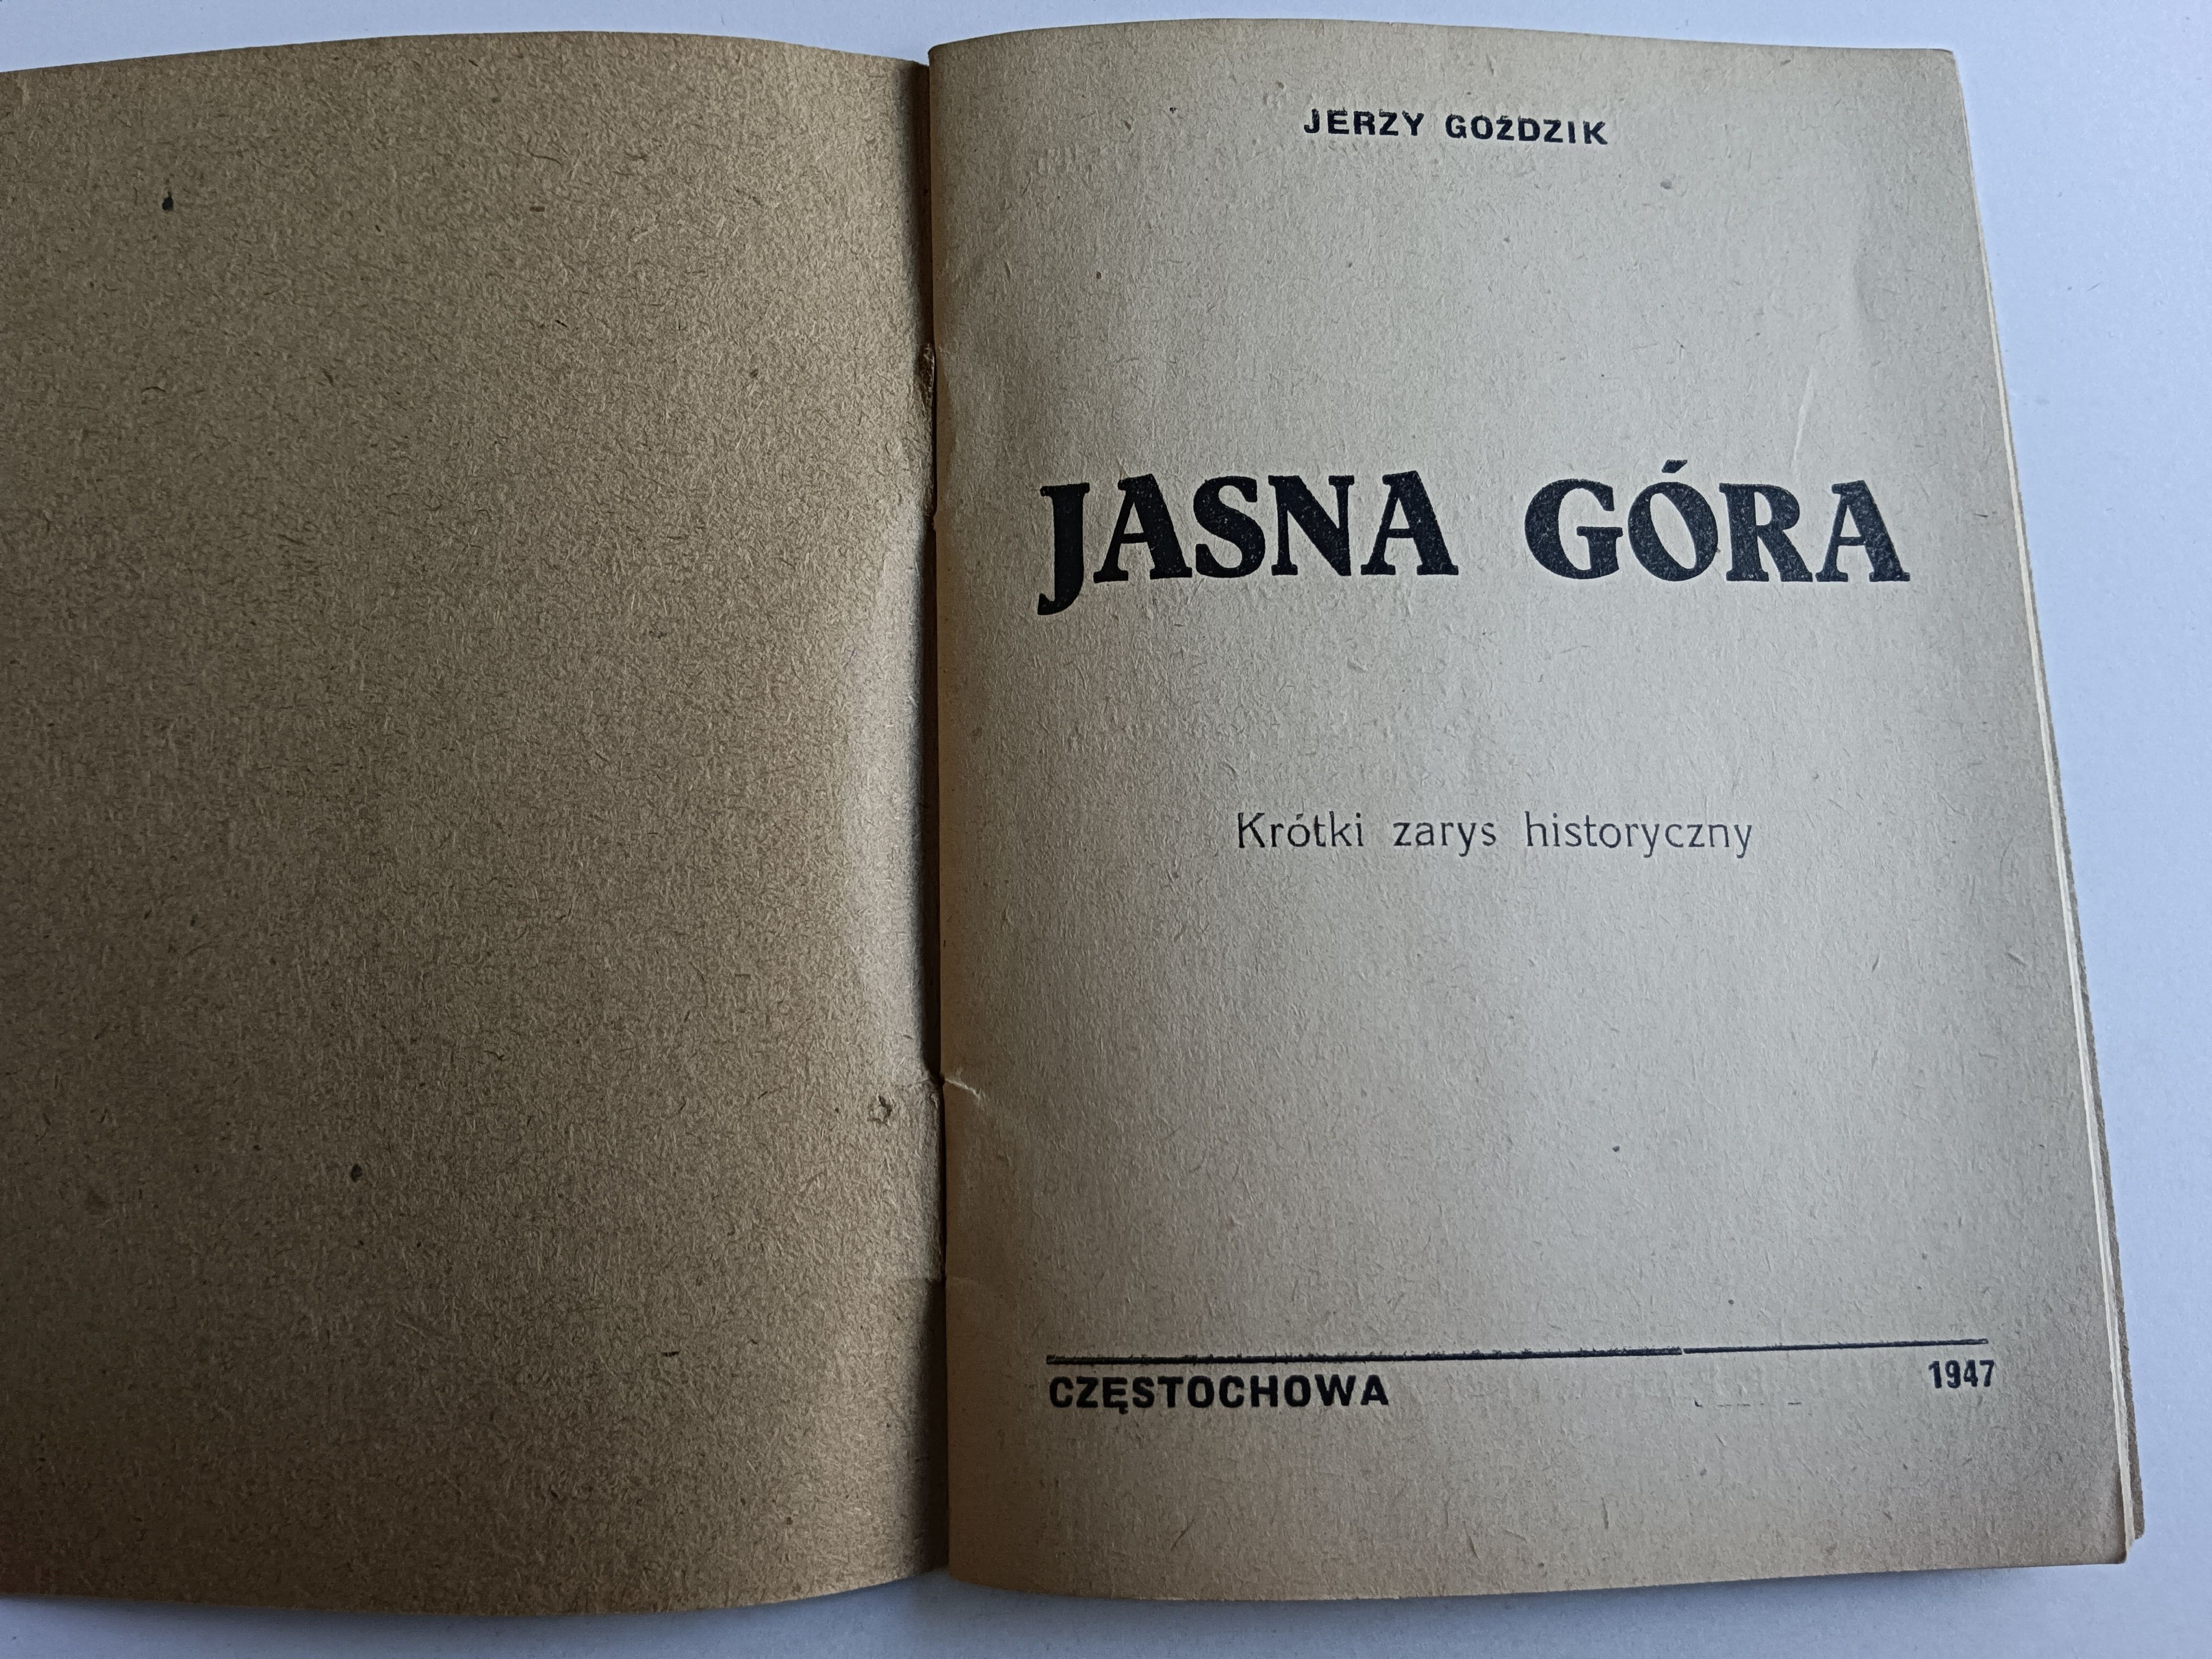 JERZY GOŹDZIK
JASNA GÓRA
Krótki zarys historyczny
CZĘSTOCHOWA 1947